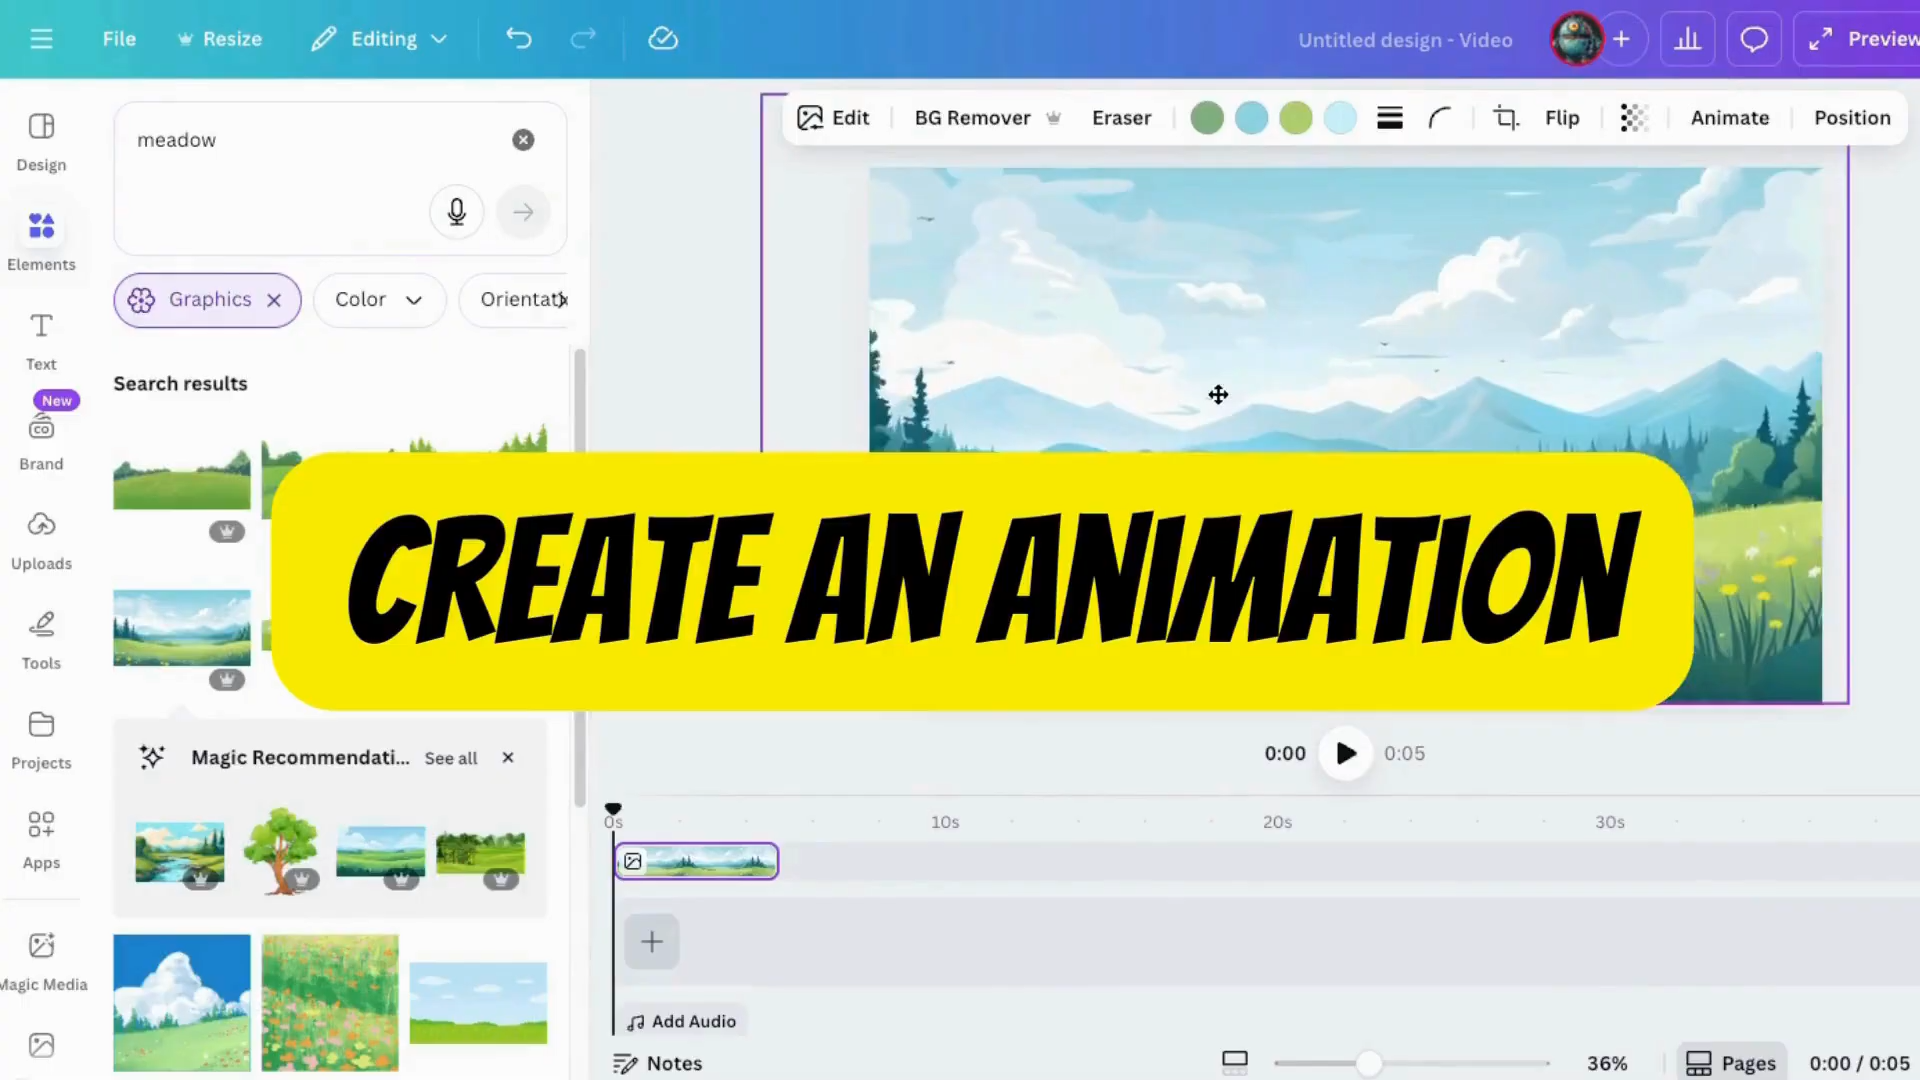 File
Resize
Editing
Untitled design - Video
Preview
Design
Elements
Text
New
Brand
Uploads
Tools
Projects
Apps
Magic Media
meadow
Graphics
Color
Search results
Magic Recommendati...
See all
Edit
BG Remover
Eraser
Flip
Animate
Position
CREATE AN ANIMATION
0:00
0:05
0s
10s
20s
30s
Add Audio
Notes
36%
Pages
0:00 / 0:05